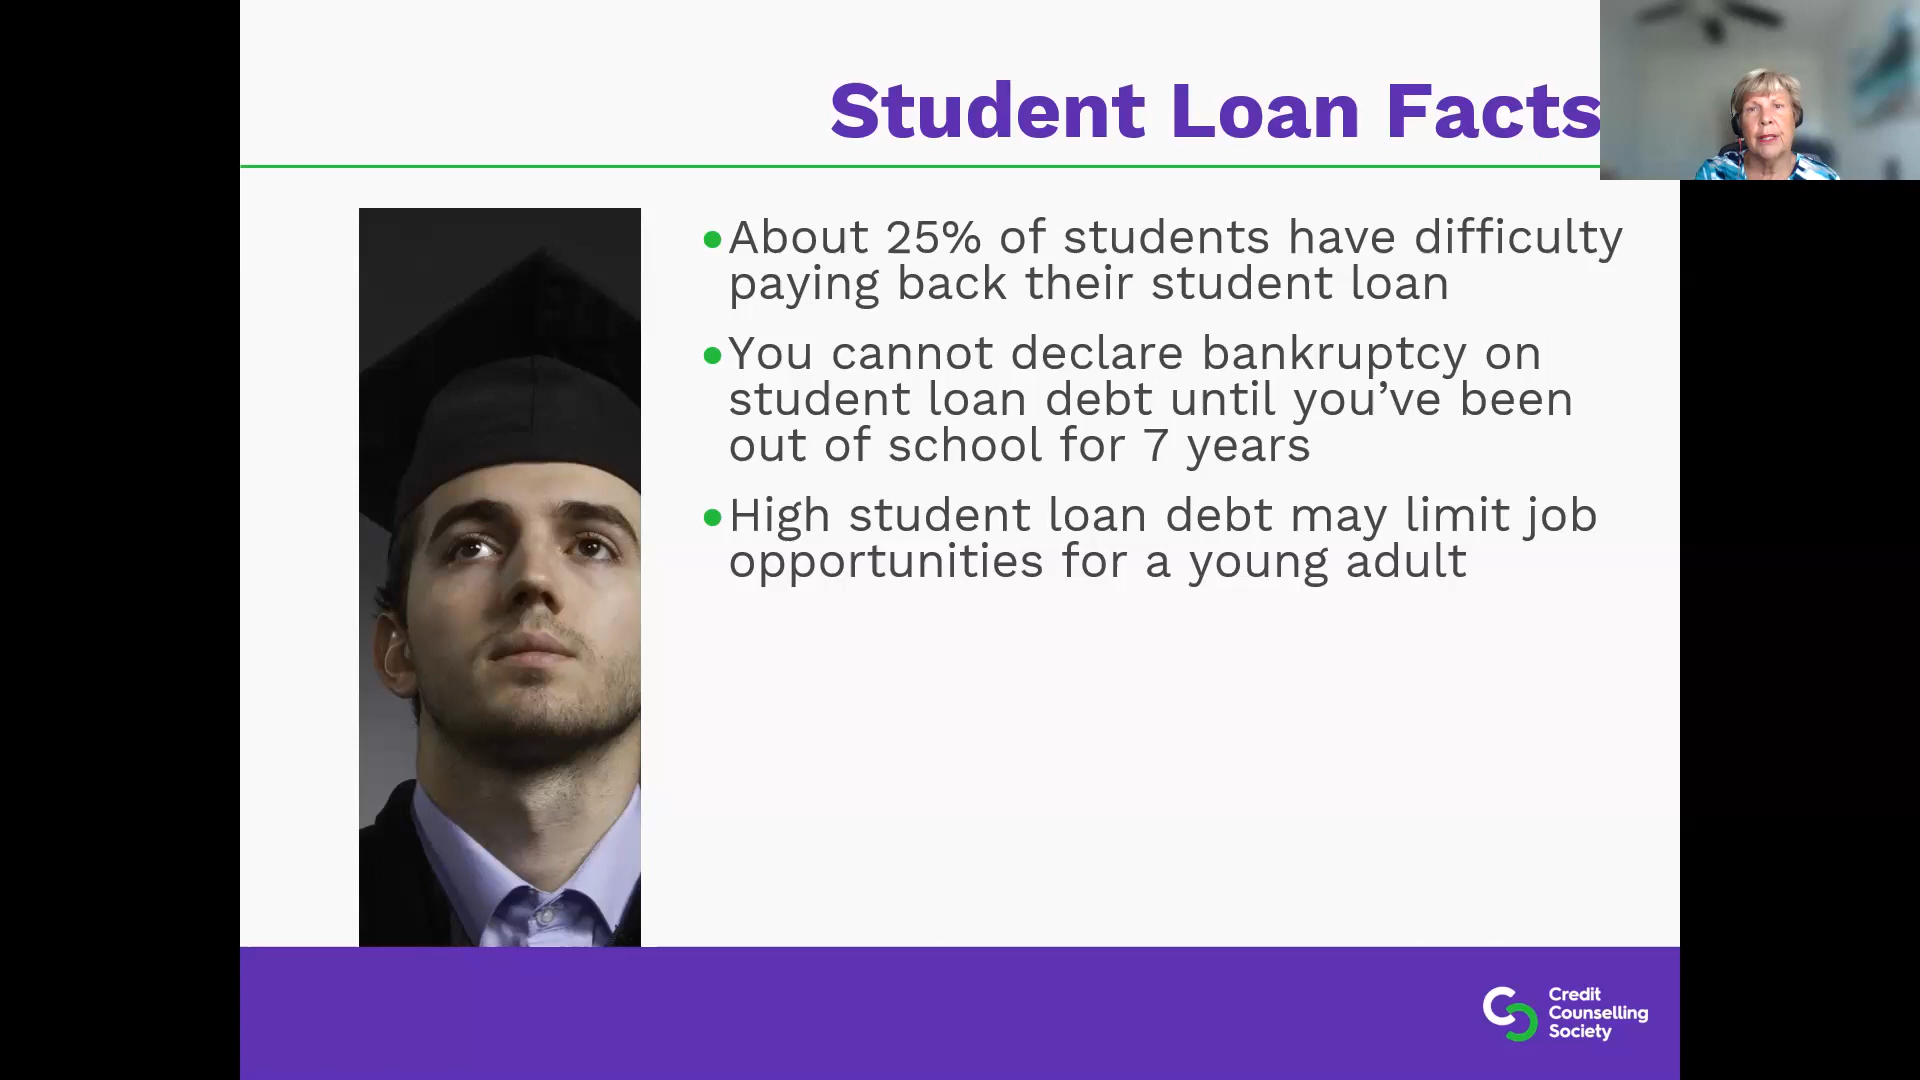 Student Loan Facts
•About 25% of students have difficulty
paying back their student loan
•You cannot declare bankruptcy on
student loan debt until you’ve been
out of school for 7 years
•High student loan debt may limit job
opportunities for a young adult
Credit
Counselling
Society